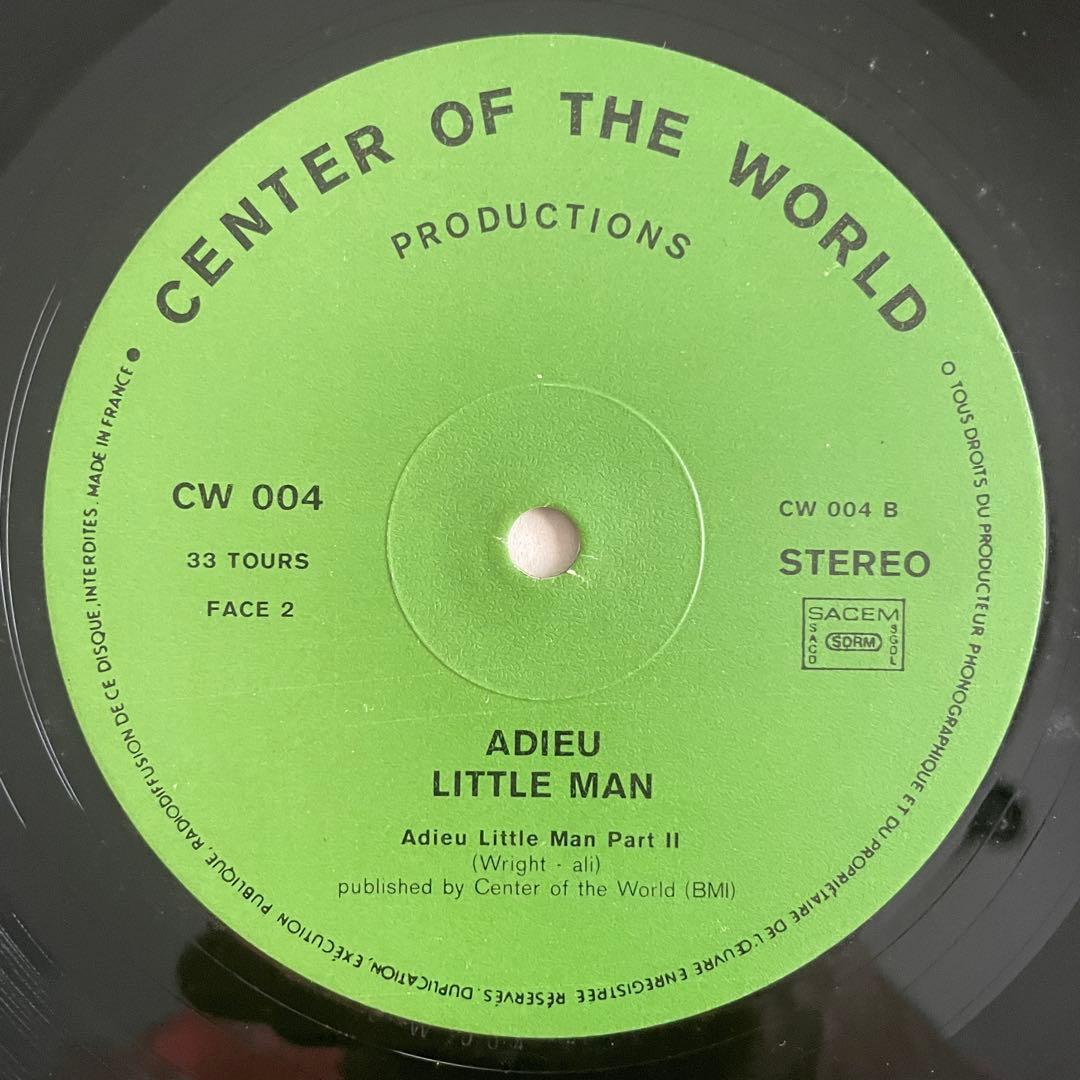 CENTER OF THE WORLD
PRODUCTIONS
CW 004
33 TOURS
FACE 2
CW 004 B
STEREO
SACEM
SACD
SDRM
SGDL
ADIEU
LITTLE MAN
Adieu Little Man Part II
(Wright - ali)
published by Center of the World (BMI)
O TOUS DROITS DU PRODUCTEUR PHONOGRAPHIQUE ET DU PROPRIÉTAIRE DE L'ŒUVRE ENREGISTREE RÉSERVÉS. DUPLICATION, EXÉCUTION PUBLIQUE, RADIODIFFUSION DE CE DISQUE, INTERDITES. MADE IN FRANCE ●